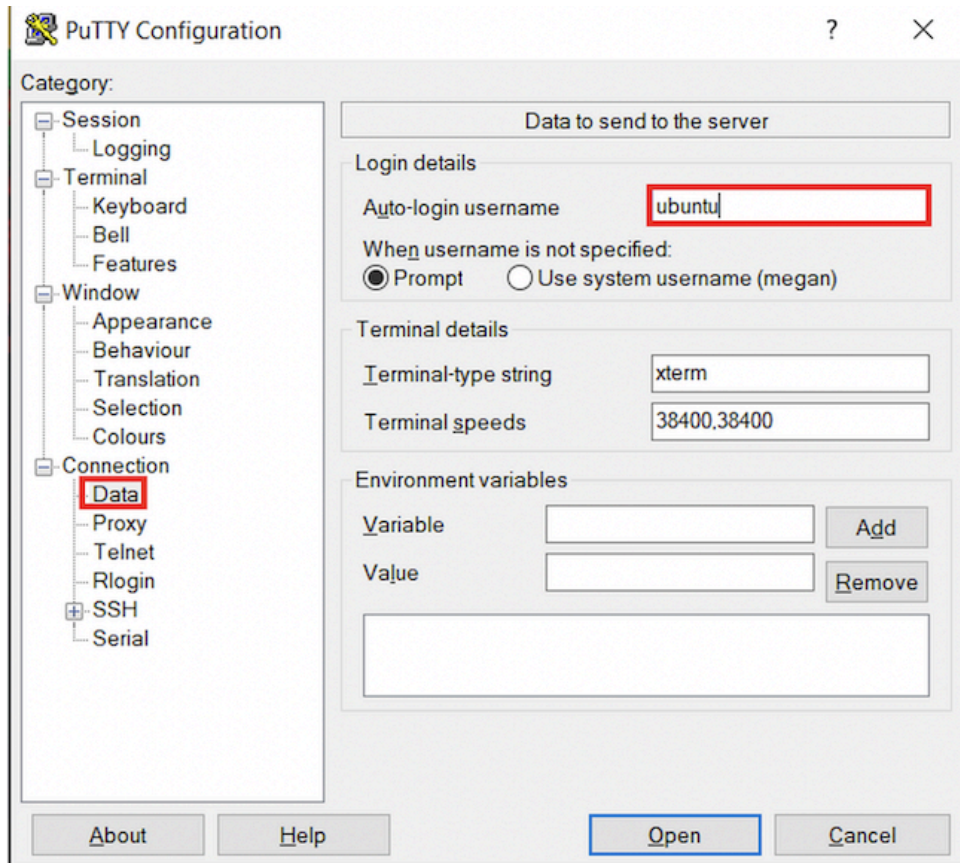 PuTTY Configuration
?
Category:
Session
Logging
Terminal
Keyboard
Bell
Features
Window
Appearance
Behaviour
Translation
Selection
Colours
Connection
Data
Proxy
Telnet
Rlogin
SSH
Serial
Data to send to the server
Login details
Auto-login username ubuntu
When username is not specified:
Prompt Use system username (megan)
Terminal details
Terminal-type string xterm
Terminal speeds 38400,38400
Environment variables
Variable Add
Value Remove
About Help Open Cancel